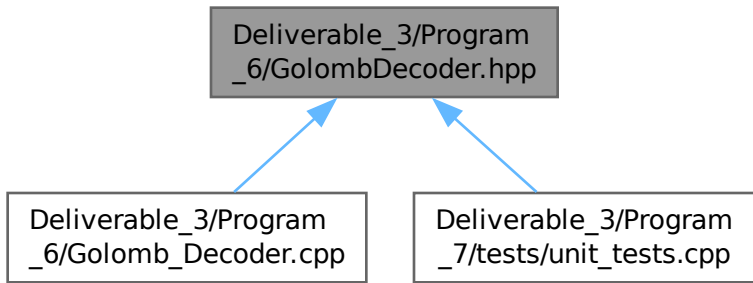 Deliverable_3/Program
_6/GolombDecoder.hpp
Deliverable_3/Program
_6/Golomb_Decoder.cpp
Deliverable_3/Program
_7/tests/unit_tests.cpp